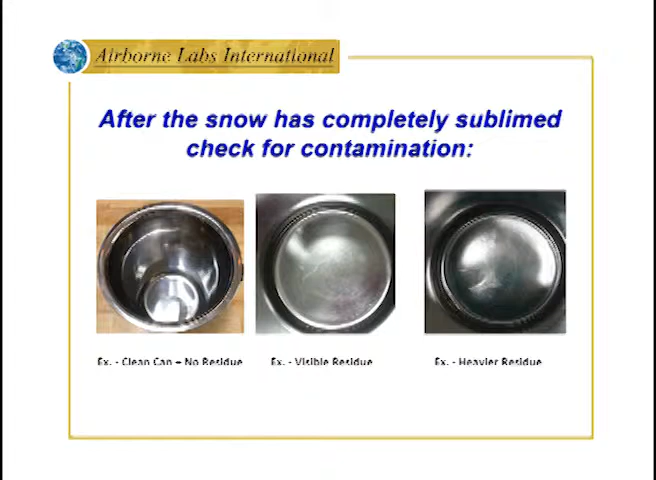 Airborne Labs International
After the snow has completely sublimed
check for contamination:
Ex. - Clean Can = No Residue
Ex. - Visible Residue
Ex. - Heavier Residue